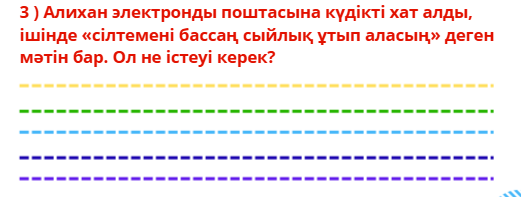 3 ) Алихан электронды поштасына күдікті хат алды,
ішінде «сілтемені бассаң сыйлық ұтып аласың» деген
мәтін бар. Ол не істеуі керек?